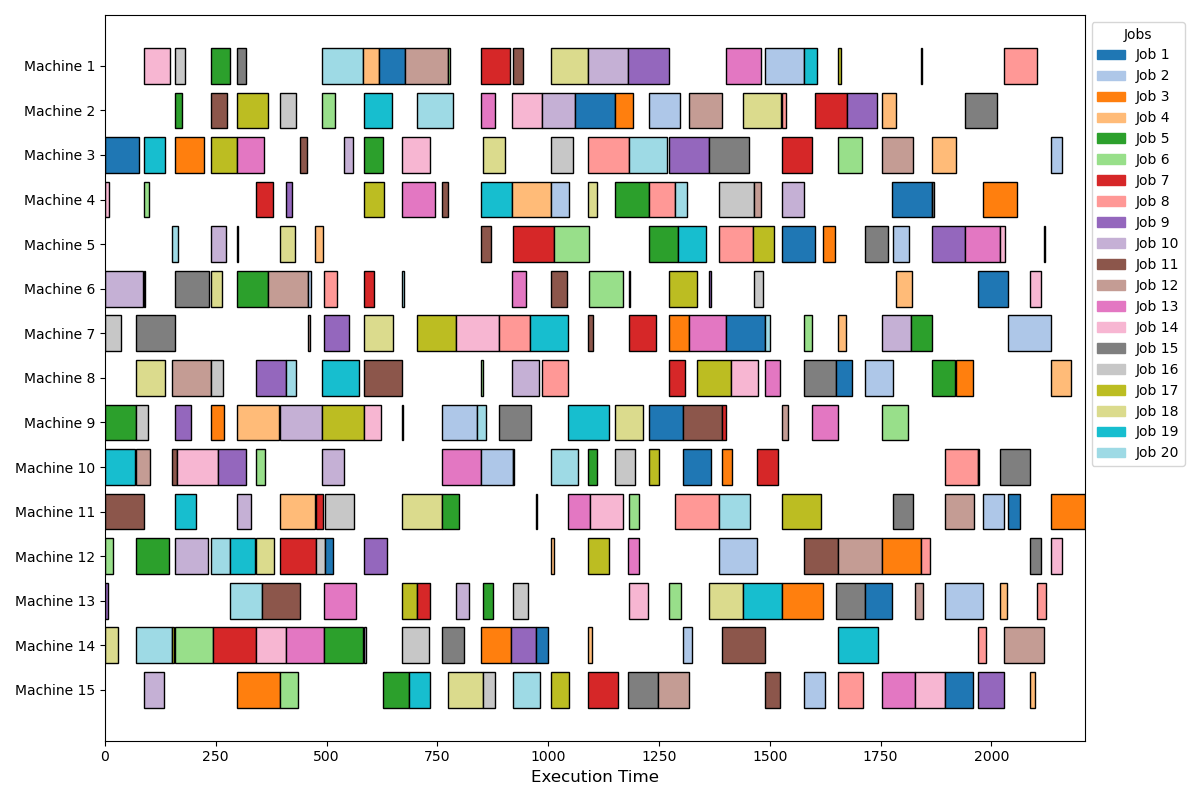 Machine 1
Machine 2
Machine 3
Machine 4
Machine 5
Machine 6
Machine 7
Machine 8
Machine 9
Machine 10
Machine 11
Machine 12
Machine 13
Machine 14
Machine 15
0 250 500 750 1000 1250 1500 1750 2000
Execution Time
Jobs
Job 1
Job 2
Job 3
Job 4
Job 5
Job 6
Job 7
Job 8
Job 9
Job 10
Job 11
Job 12
Job 13
Job 14
Job 15
Job 16
Job 17
Job 18
Job 19
Job 20